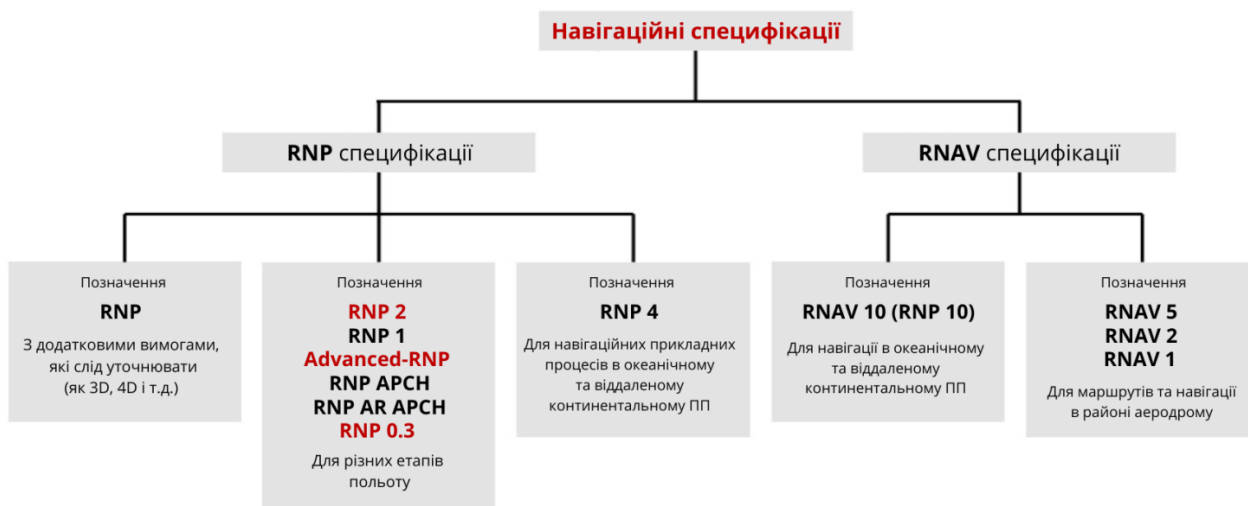 Навігаційні специфікації
RNP специфікації
RNAV специфікації
Позначення
RNP
З додатковими вимогами,
які слід уточнювати
(як 3D, 4D і т.д.)
Позначення
RNP 2
RNP 1
Advanced-RNP
RNP APCH
RNP AR APCH
RNP 0.3
Для різних етапів
польоту
Позначення
RNP 4
Для навігаційних прикладних
процесів в океанічному
та віддаленому
континентальному ПП
Позначення
RNAV 10 (RNP 10)
Для навігації в океанічному
та віддаленому
континентальному ПП
Позначення
RNAV 5
RNAV 2
RNAV 1
Для маршрутів та навігації
в районі аеродрому